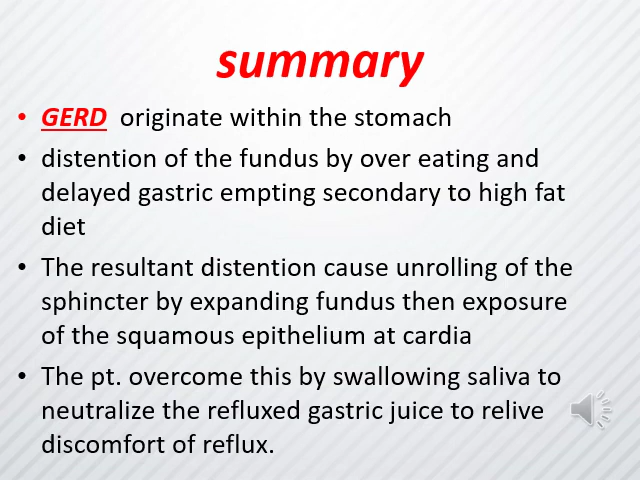 summary
• GERD originate within the stomach
• distention of the fundus by over eating and
delayed gastric empting secondary to high fat
diet
• The resultant distention cause unrolling of the
sphincter by expanding fundus then exposure
of the squamous epithelium at cardia
• The pt. overcome this by swallowing saliva to
neutralize the refluxed gastric juice to relive
discomfort of reflux.